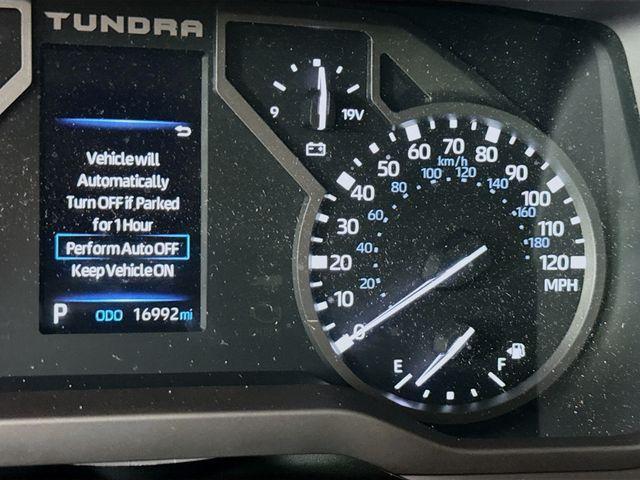 TUNDRA
9 19V
Vehicle will
Automatically
Turn OFF if, Parked
for 1 Hour
Perform Auto OFF
Keep Vehicle ON
P ODO 16992 mi
0 10 20 30 40 50 60 70 80 90 100 110 120
MPH
km/h
20 40 60 80 100 120 140 160 180
E F